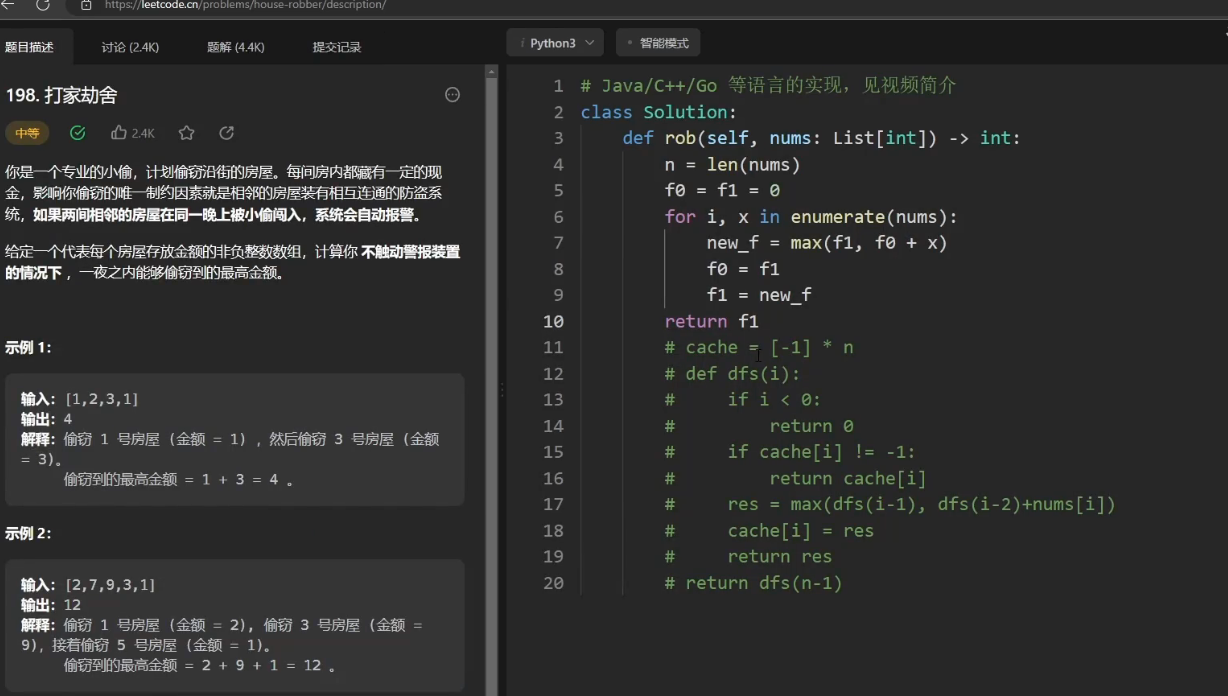 https://leetcode.cn/problems/house-robber/description/
题目描述
讨论 (2.4K)
题解 (4.4K)
提交记录
198. 打家劫舍
中等
2.4K
你是一个专业的小偷，计划偷窃沿街的房屋。每间房内都藏有一定的现
金，影响你偷窃的唯一制约因素就是相邻的房屋装有相互连通的防盗系
统，如果两间相邻的房屋在同一晚上被小偷闯入，系统会自动报警。
给定一个代表每个房屋存放金额的非负整数数组，计算你 不触动警报装置
的情况下 ，一夜之内能够偷窃到的最高金额。
示例 1：
输入：[1,2,3,1]
输出：4
解释：偷窃 1 号房屋 (金额 = 1) ，然后偷窃 3 号房屋 (金额
= 3)。
偷窃到的最高金额 = 1 + 3 = 4 。
示例 2：
输入：[2,7,9,3,1]
输出：12
解释：偷窃 1 号房屋 (金额 = 2), 偷窃 3 号房屋 (金额 =
9)，接着偷窃 5 号房屋 (金额 = 1)。
偷窃到的最高金额 = 2 + 9 + 1 = 12 。
i Python3
智能模式
1 # Java/C++/Go 等语言的实现，见视频简介
2 class Solution:
3 def rob(self, nums: List[int]) -> int:
4 n = len(nums)
5 f0 = f1 = 0
6 for i, x in enumerate(nums):
7 new_f = max(f1, f0 + x)
8 f0 = f1
9 f1 = new_f
10 return f1
11 # cache = [-1] * n
12 # def dfs(i):
13 # if i < 0:
14 # return 0
15 # if cache[i] != -1:
16 # return cache[i]
17 # res = max(dfs(i-1), dfs(i-2)+nums[i])
18 # cache[i] = res
19 # return res
20 # return dfs(n-1)